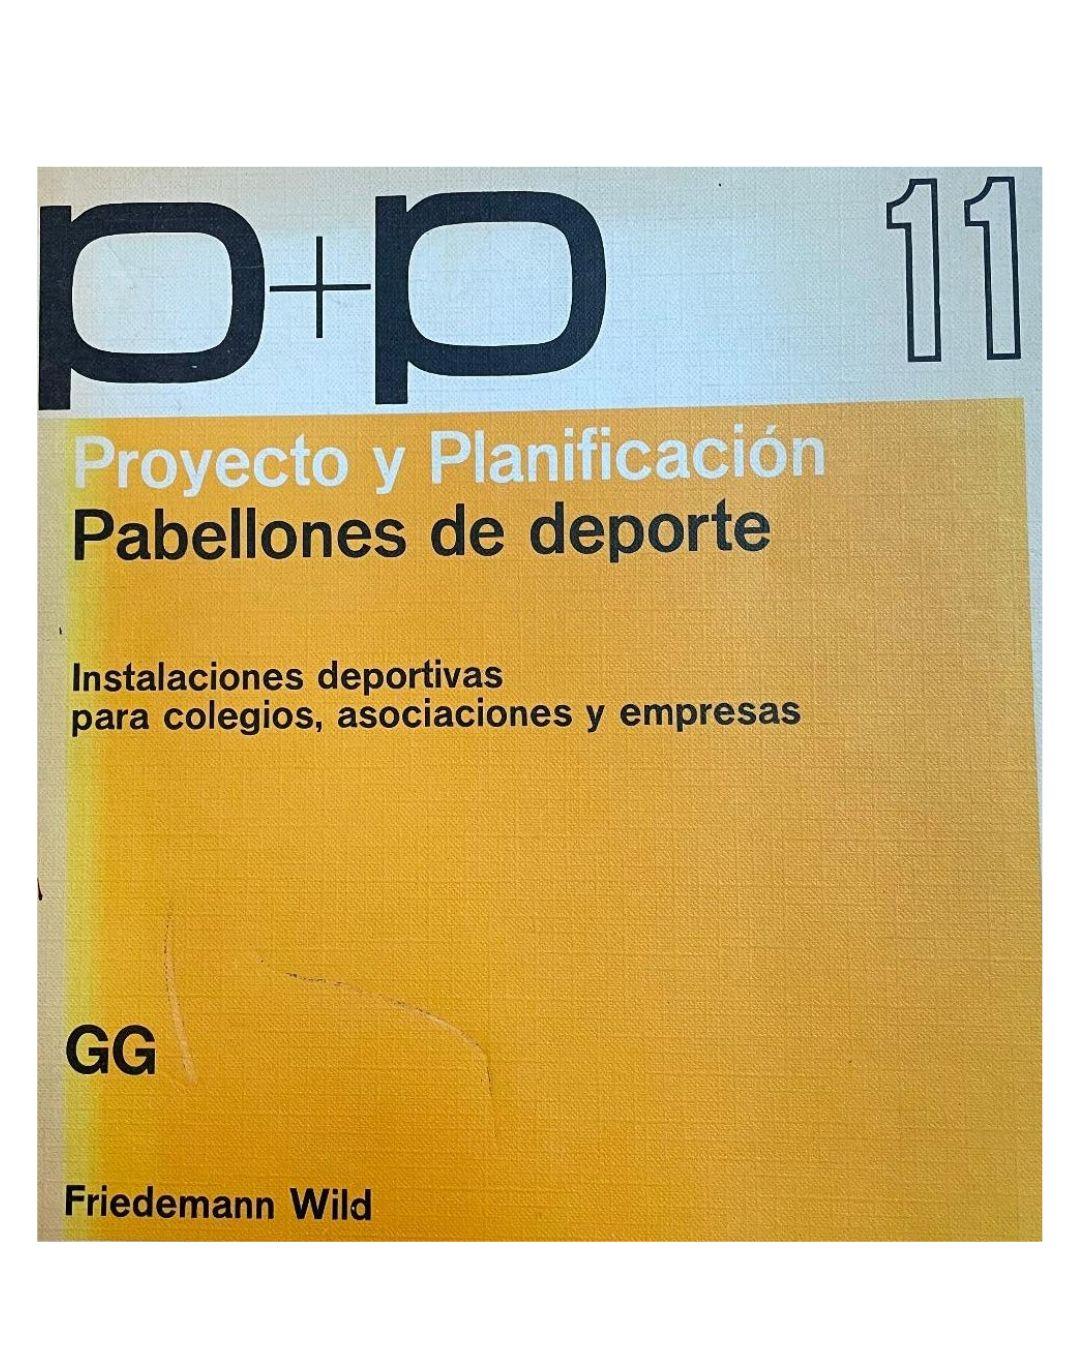 p+p 11
Proyecto y Planificación
Pabellones de deporte
Instalaciones deportivas
para colegios, asociaciones y empresas
GG
Friedemann Wild